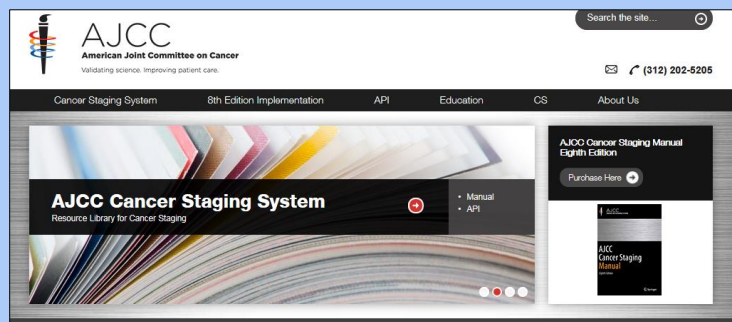 Search the site...
AJCC
American Joint Committee on Cancer
Validating science. Improving patient care.
(312) 202-5205
Cancer Staging System
8th Edition Implementation
API
Education
CS
About Us
AJCC Cancer Staging System
Resource Library for Cancer Staging
• Manual
• API
AJCC Cancer Staging Manual
Eighth Edition
Purchase Here
AJCC
AJCC
Cancer Staging
Manual
Springer